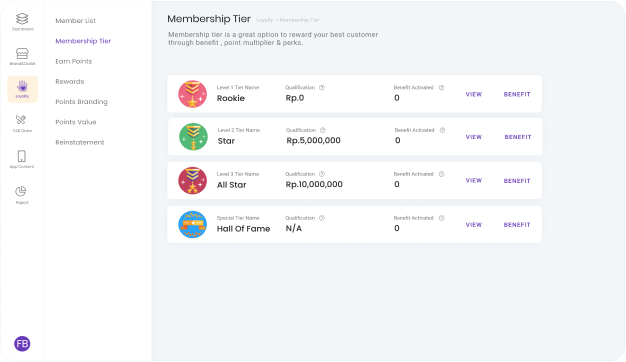 Dashboard
Brand/Outlet
Loyalty
F&B Order
App Custom
Report
FB
Member List
Membership Tier
Earn Points
Rewards
Points Branding
Points Value
Reinstatement
Membership Tier
Loyalty > Membership Tier
Membership tier is a great option to reward your best customer
through benefit , point multiplier & perks.
Level 1 Tier Name Qualification ? Benefit Activated ?
Rookie Rp.0 0 VIEW BENEFIT
Level 2 Tier Name Qualification ? Benefit Activated ?
Star Rp.5,000,000 0 VIEW BENEFIT
Level 3 Tier Name Qualification ? Benefit Activated ?
All Star Rp.10,000,000 0 VIEW BENEFIT
Special Tier Name Qualification ? Benefit Activated ?
Hall Of Fame N/A 0 VIEW BENEFIT